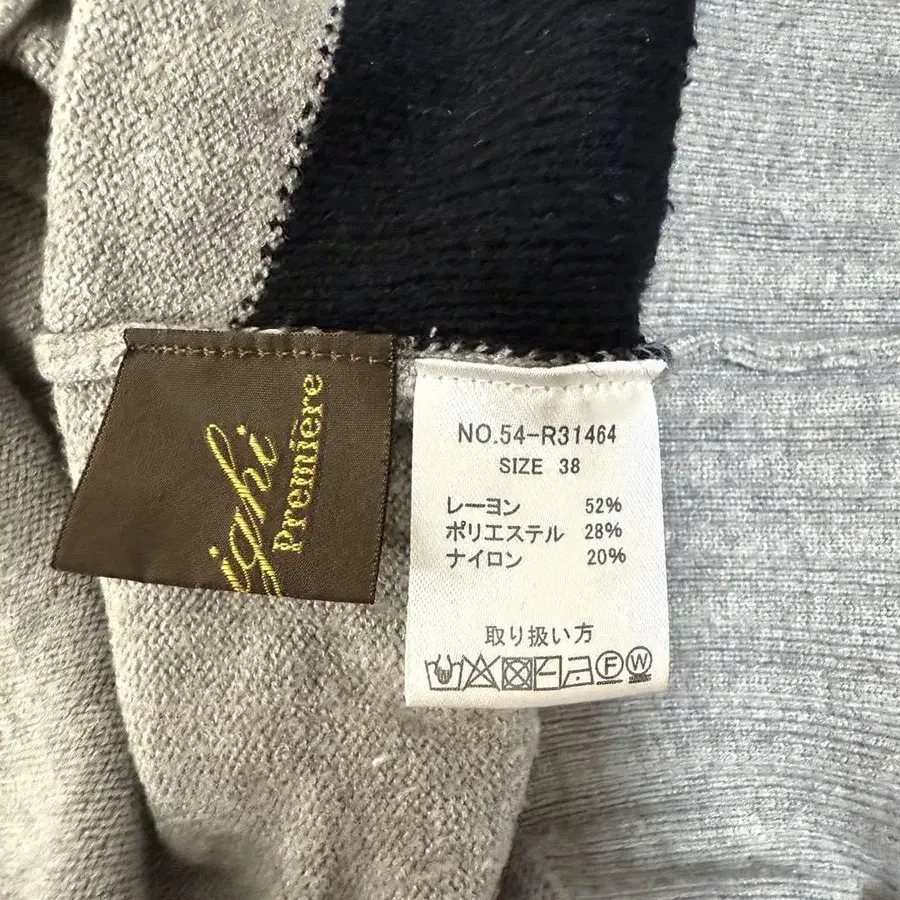 Premiere
NO.54-R31464
SIZE 38
レーヨン 52%
ポリエステル 28%
ナイロン 20%
取り扱い方
F W